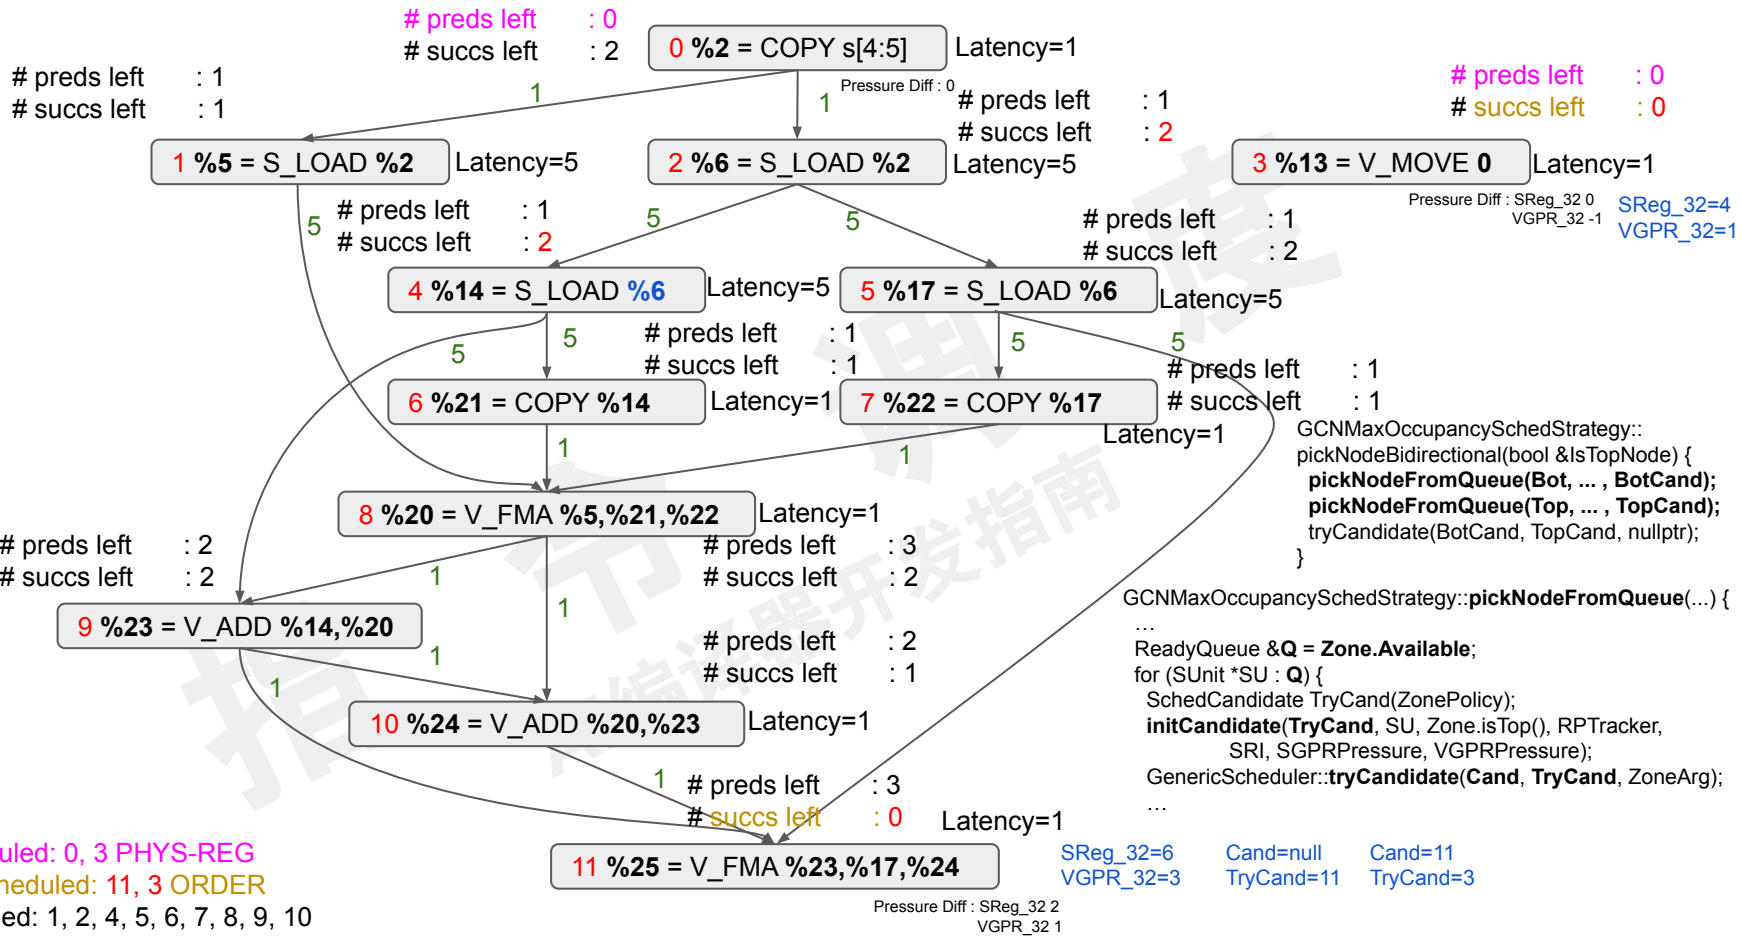 # preds left : 0
# succs left : 2
0 %2 = COPY s[4:5]
Latency=1
Pressure Diff : 0
# preds left : 1
# succs left : 1
1
1
# preds left : 1
# succs left : 2
# preds left : 0
# succs left : 0
1 %5 = S_LOAD %2
Latency=5
2 %6 = S_LOAD %2
Latency=5
3 %13 = V_MOVE 0
Latency=1
Pressure Diff : SReg_32 0
VGPR_32 -1
SReg_32=4
VGPR_32=1
5
# preds left : 1
# succs left : 2
5
5
# preds left : 1
# succs left : 2
4 %14 = S_LOAD %6
Latency=5
5 %17 = S_LOAD %6
Latency=5
5
5
# preds left : 1
# succs left : 1
5
5
# preds left : 1
# succs left : 1
6 %21 = COPY %14
Latency=1
7 %22 = COPY %17
Latency=1
1
1
GCNMaxOccupancySchedStrategy::
pickNodeBidirectional(bool &IsTopNode) {
pickNodeFromQueue(Bot, ... , BotCand);
pickNodeFromQueue(Top, ... , TopCand);
tryCandidate(BotCand, TopCand, nullptr);
}
8 %20 = V_FMA %5,%21,%22
Latency=1
# preds left : 2
# succs left : 2
1
1
# preds left : 3
# succs left : 2
9 %23 = V_ADD %14,%20
1
1
# preds left : 2
# succs left : 1
GCNMaxOccupancySchedStrategy::pickNodeFromQueue(...) {
...
ReadyQueue &Q = Zone.Available;
for (SUnit *SU : Q) {
SchedCandidate TryCand(ZonePolicy);
initCandidate(TryCand, SU, Zone.isTop(), RPTracker,
SRI, SGPRPressure, VGPRPressure);
GenericScheduler::tryCandidate(Cand, TryCand, ZoneArg);
...
10 %24 = V_ADD %20,%23
Latency=1
1
# preds left : 3
# succs left : 0
Latency=1
11 %25 = V_FMA %23,%17,%24
Pressure Diff : SReg_32 2
VGPR_32 1
SReg_32=6
VGPR_32=3
Cand=null
TryCand=11
Cand=11
TryCand=3
uled: 0, 3 PHYS-REG
heduled: 11, 3 ORDER
ed: 1, 2, 4, 5, 6, 7, 8, 9, 10
指令调度
编译器开发指南